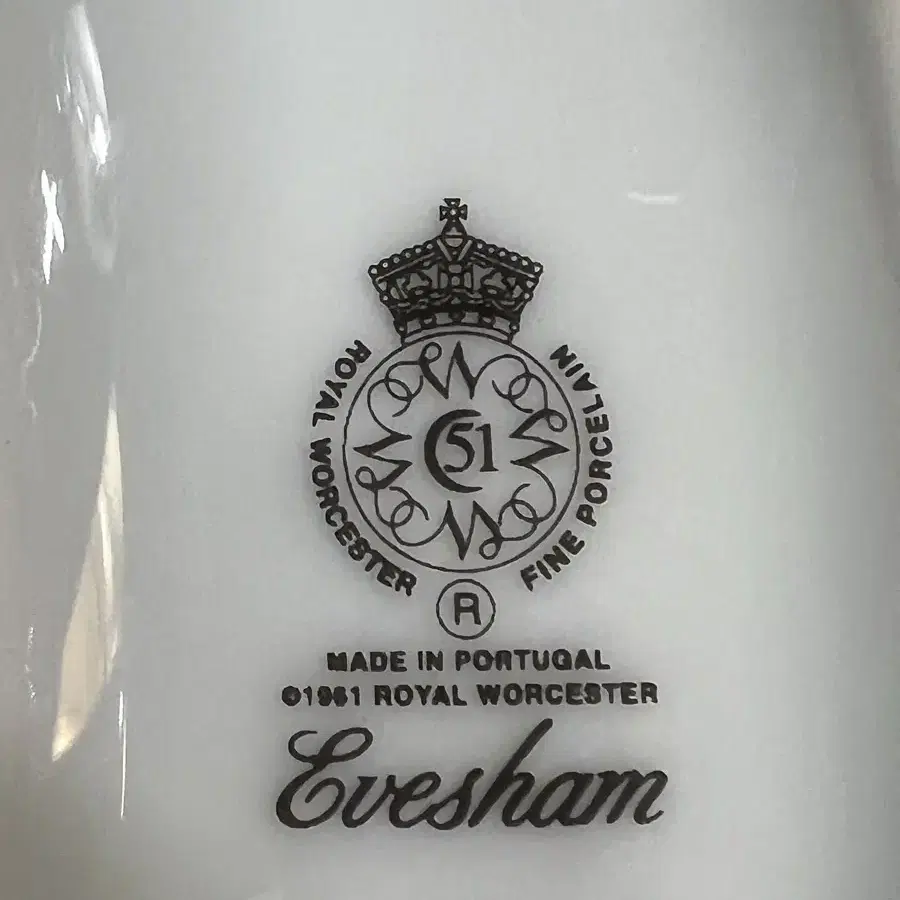 ROYAL WORCESTER
FINE PORCELAIN
51
R
MADE IN PORTUGAL
©1961 ROYAL WORCESTER
Evesham